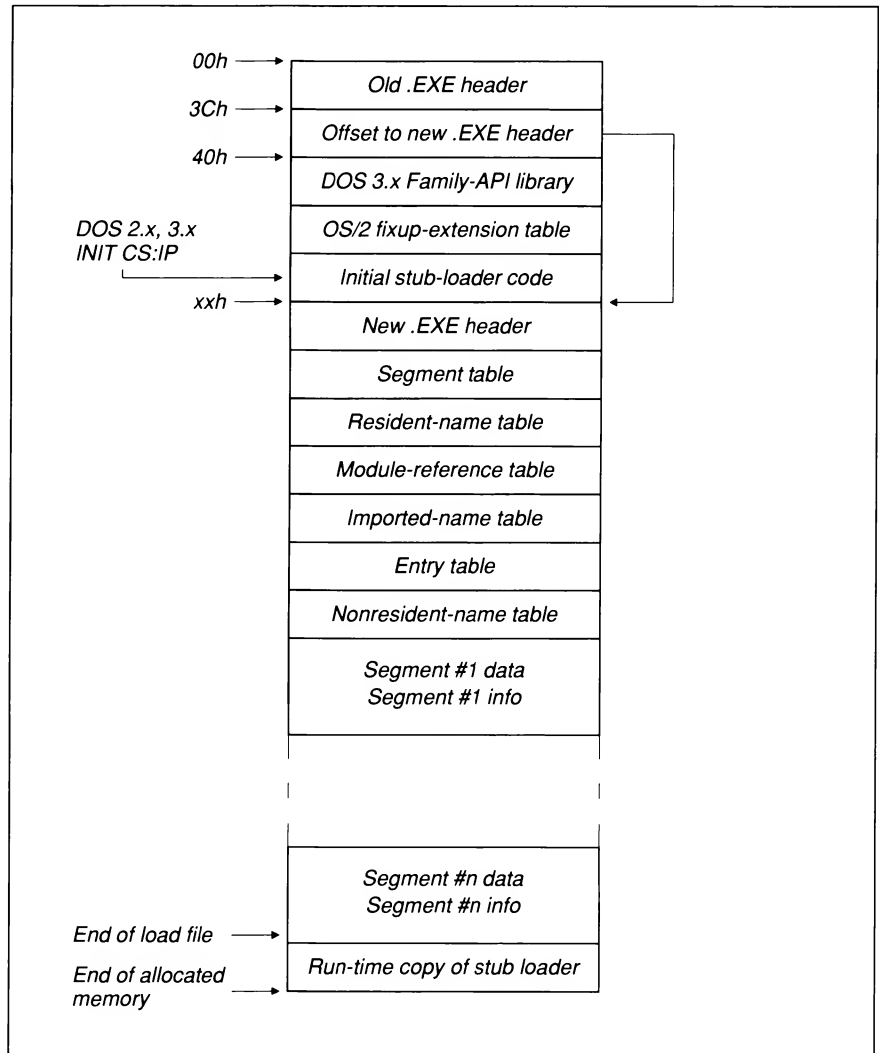 00h
Old .EXE header
3Ch
Offset to new .EXE header
40h
DOS 3.x Family-API library
OS/2 fixup-extension table
DOS 2.x, 3.x
INIT CS:IP
Initial stub-loader code
xxh
New .EXE header
Segment table
Resident-name table
Module-reference table
Imported-name table
Entry table
Nonresident-name table
Segment #1 data
Segment #1 info
Segment #n data
Segment #n info
End of load file
Run-time copy of stub loader
End of allocated
memory